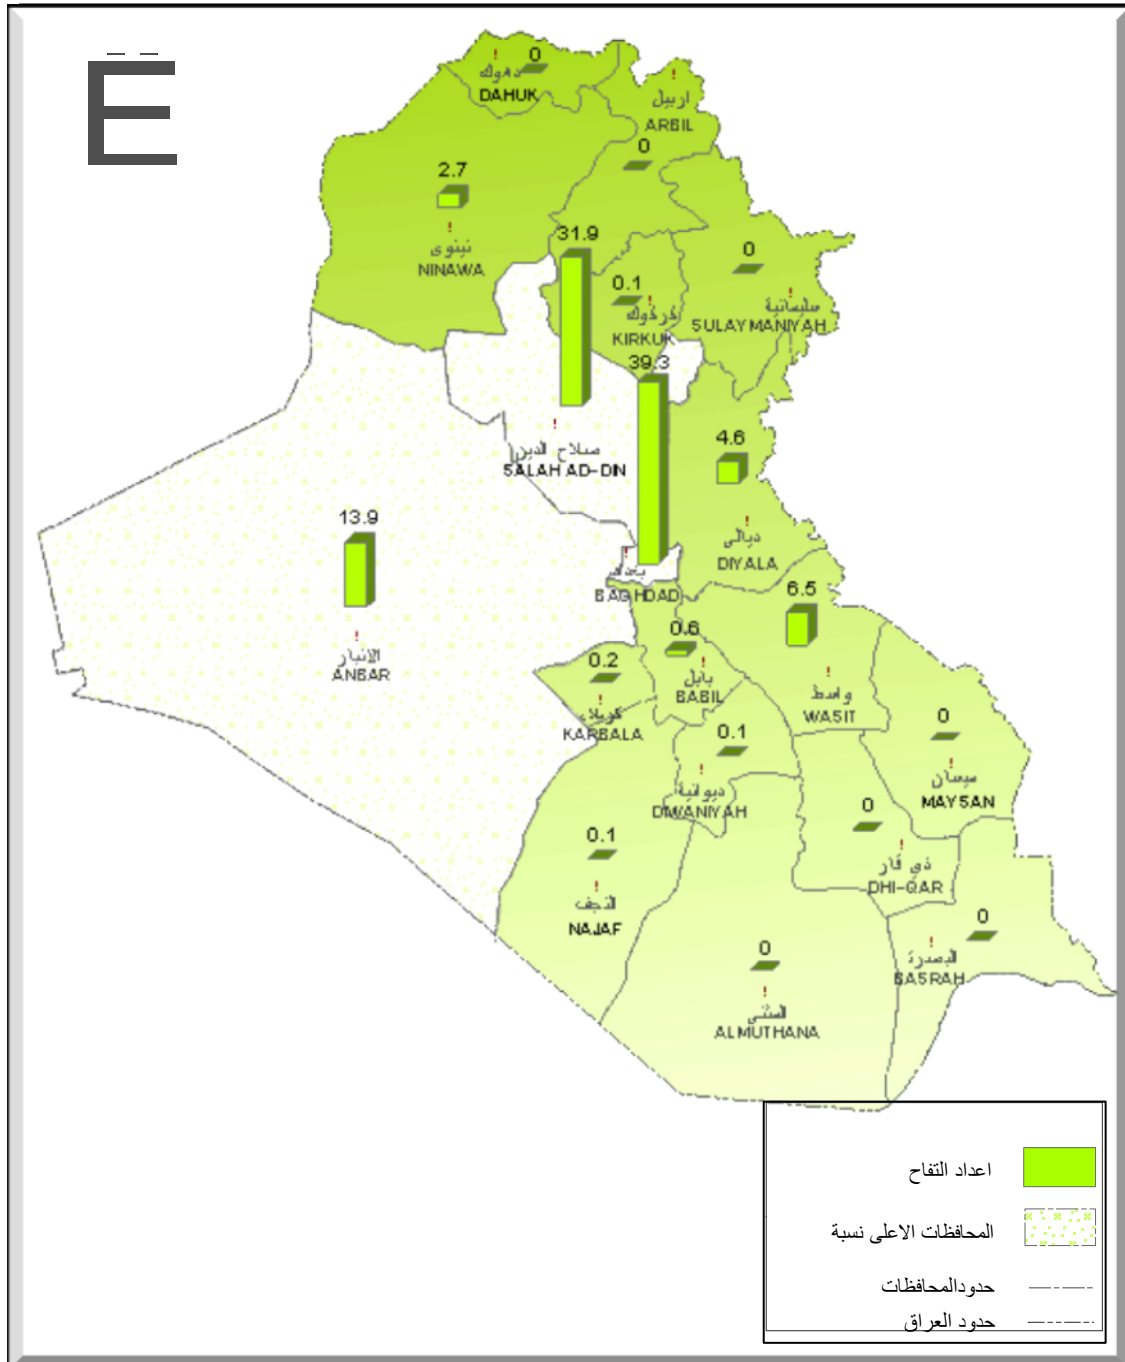 Ë
0
دهوك
DAHUK
اربيل
ARBIL
0
2.7
نينوى
NINAWA
31.9
0
0.1
سليمانية
SULAYMANIYAH
كركوك
KIRKUK
39.3
صلاح الدين
SALAH AD-DIN
4.6
ديالى
DIYALA
13.9
بغداد
BAGHDAD
الانبار
ANBAR
6.5
0.6
بابل
BABIL
واسط
WASIT
0.2
كربلاء
KARBALA
0.1
ديوانية
DIWANIYAH
0
ميسان
MAYSAN
0
ذي قار
DHI-QAR
0.1
النجف
NAJAF
0
البصرة
BASRAH
0
المثنى
ALMUTHANA
اعداد التفاح
المحافظات الاعلى نسبة
حدودالمحافظات
حدود العراق